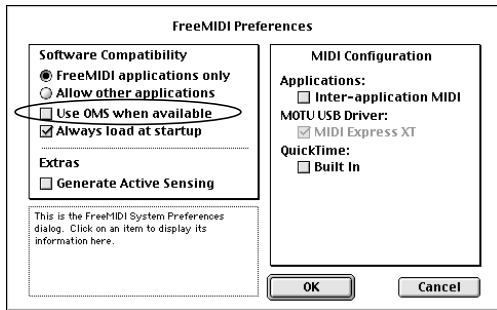 FreeMIDI Preferences
Software Compatibility
FreeMIDI applications only
Allow other applications
Use OMS when available
Always load at startup
Extras
Generate Active Sensing
This is the FreeMIDI System Preferences
dialog. Click on an item to display its
information here.
MIDI Configuration
Applications:
Inter-application MIDI
MOTU USB Driver:
MIDI Express XT
QuickTime:
Built In
OK
Cancel